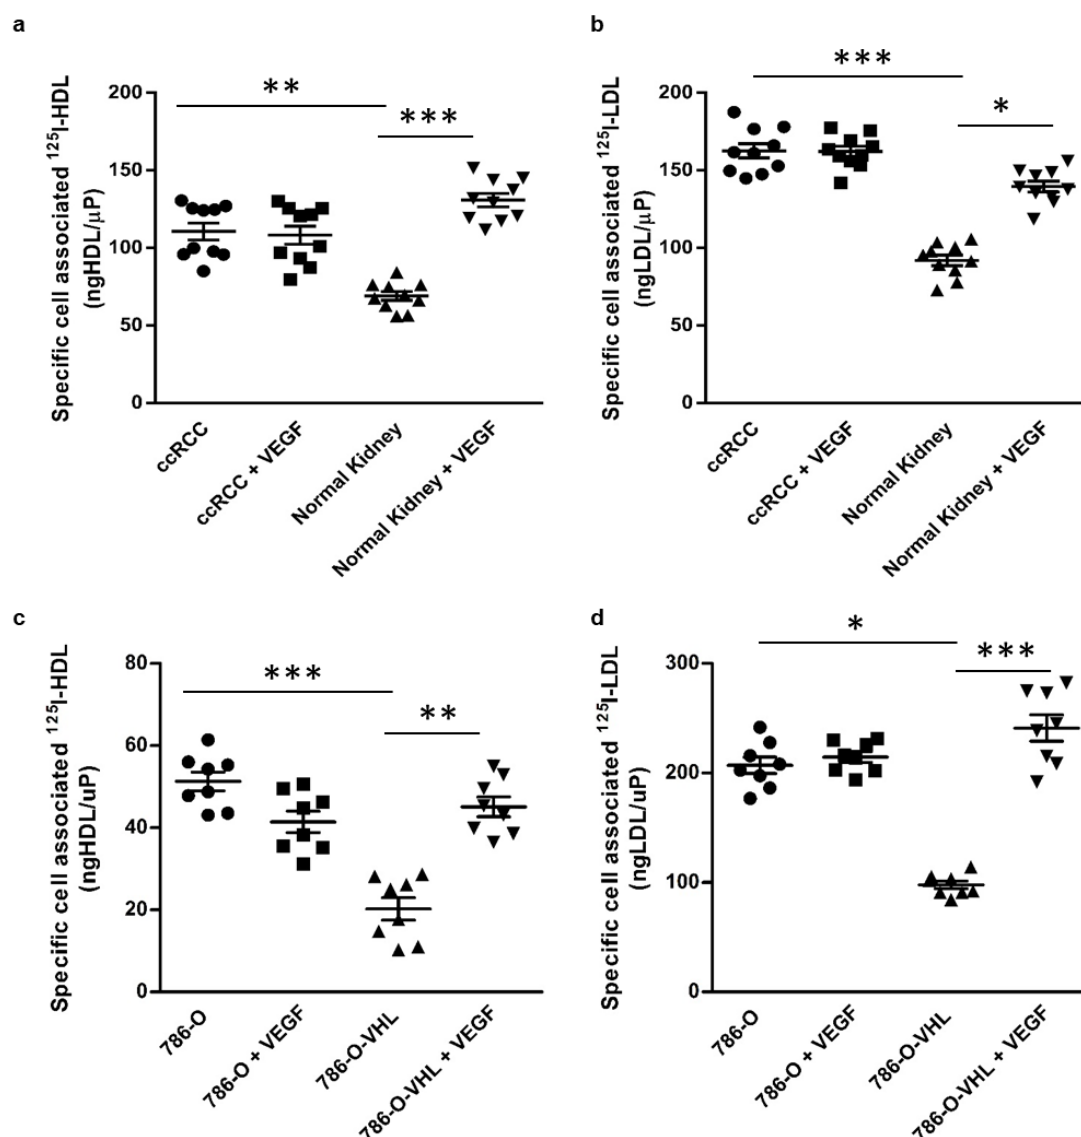 a
Specific cell associated ¹²⁵I-HDL
(ngHDL/μP)
200
150
100
50
0
**
***
ccRCC
ccRCC + VEGF
Normal Kidney
Normal Kidney + VEGF
b
Specific cell associated ¹²⁵I-LDL
(ngLDL/μP)
200
150
100
50
0
***
*
ccRCC
ccRCC + VEGF
Normal Kidney
Normal Kidney + VEGF
c
Specific cell associated ¹²⁵I-HDL
(ngHDL/uP)
80
60
40
20
0
***
**
786-O
786-O + VEGF
786-O-VHL
786-O-VHL + VEGF
d
Specific cell associated ¹²⁵I-LDL
(ngLDL/uP)
300
200
100
0
*
***
786-O
786-O + VEGF
786-O-VHL
786-O-VHL + VEGF